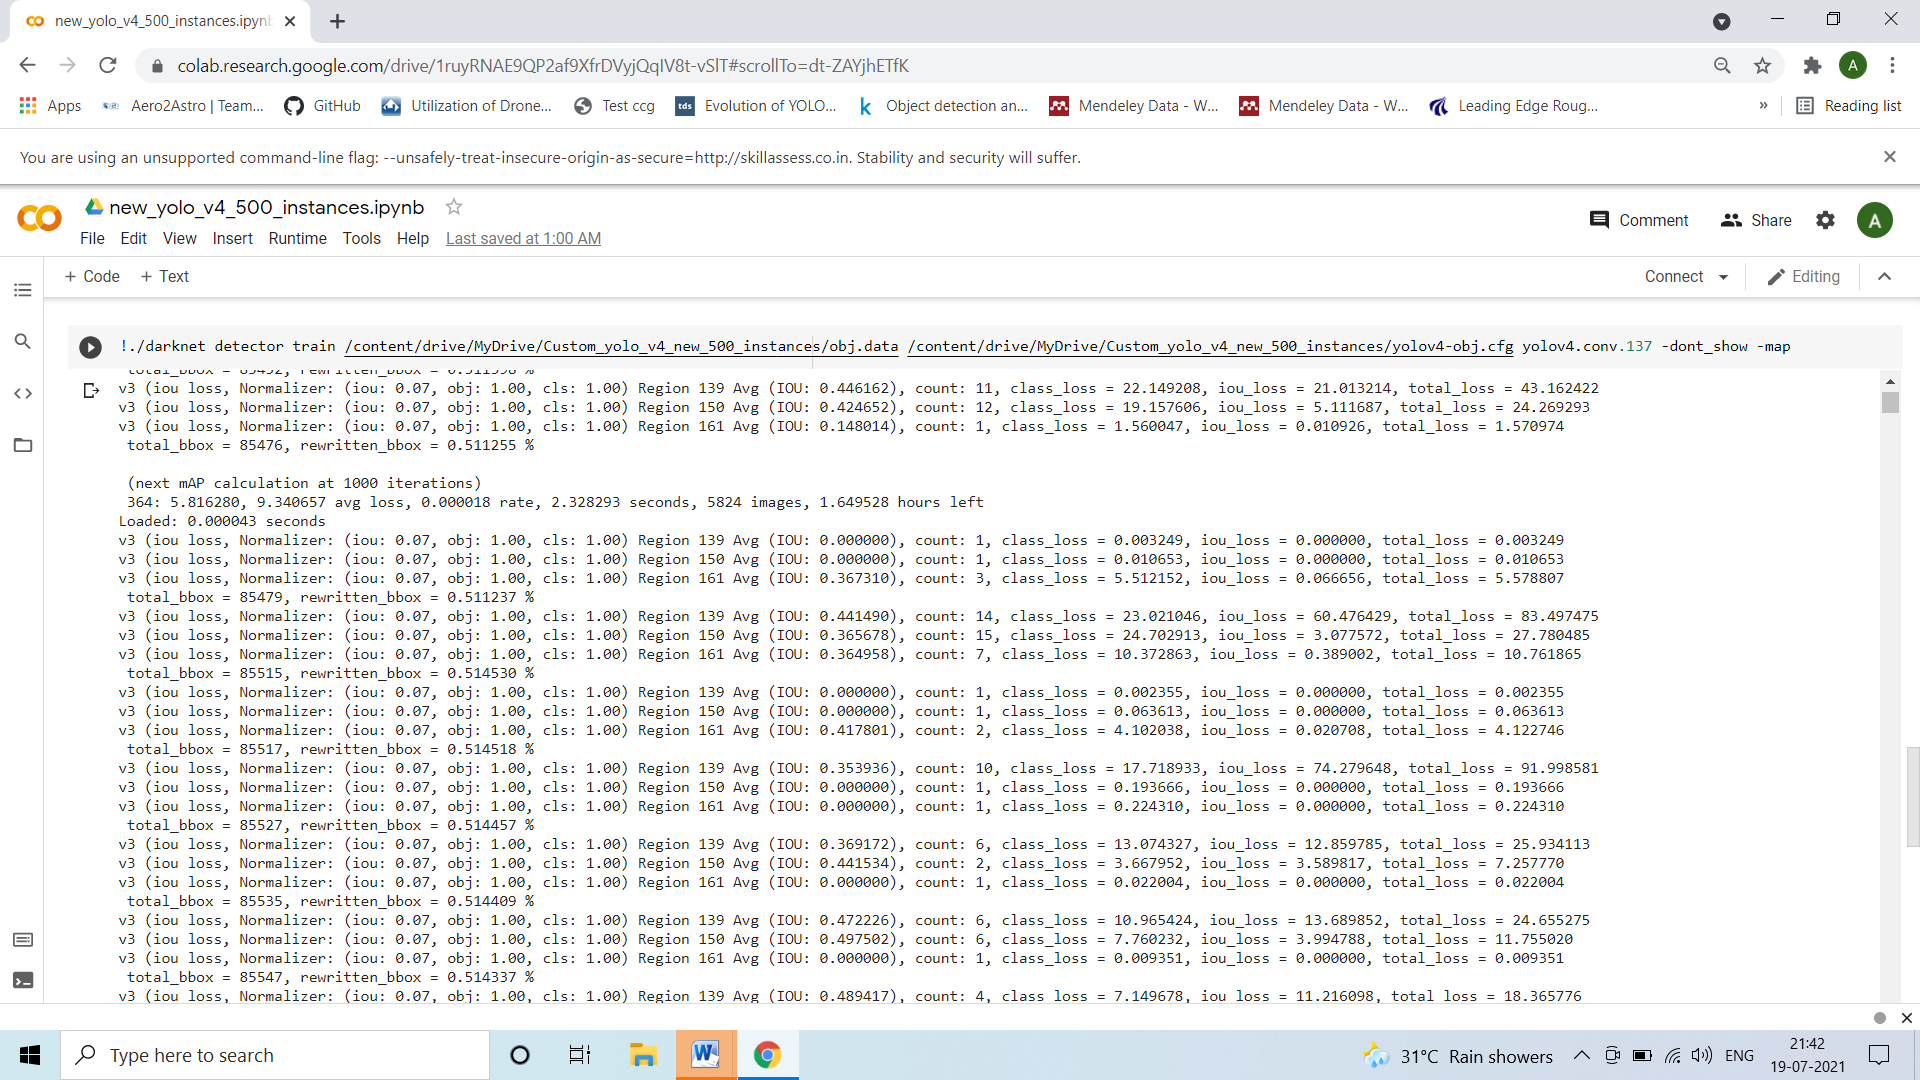 new_yolo_v4_500_instances.ipynb
colab.research.google.com/drive/1ruyRNAE9QP2af9XfrDVyjQqIV8t-vSlT#scrollTo=dt-ZAYjhETfK
A
Apps
Aero2Astro | Team...
GitHub
Utilization of Drone...
Test ccg
tds
Evolution of YOLO...
k
Object detection an...
Mendeley Data - W...
Mendeley Data - W...
Leading Edge Roug...
»
Reading list
You are using an unsupported command-line flag: --unsafely-treat-insecure-origin-as-secure=http://skillassess.co.in. Stability and security will suffer.
new_yolo_v4_500_instances.ipynb
Comment
Share
A
File Edit View Insert Runtime Tools Help Last saved at 1:00 AM
+ Code + Text
Connect
Editing
!./darknet detector train /content/drive/MyDrive/Custom_yolo_v4_new_500_instances/obj.data /content/drive/MyDrive/Custom_yolo_v4_new_500_instances/yolov4-obj.cfg yolov4.conv.137 -dont_show -map
v3 (iou loss, Normalizer: (iou: 0.07, obj: 1.00, cls: 1.00) Region 139 Avg (IOU: 0.446162), count: 11, class_loss = 22.149208, iou_loss = 21.013214, total_loss = 43.162422
v3 (iou loss, Normalizer: (iou: 0.07, obj: 1.00, cls: 1.00) Region 150 Avg (IOU: 0.424652), count: 12, class_loss = 19.157606, iou_loss = 5.111687, total_loss = 24.269293
v3 (iou loss, Normalizer: (iou: 0.07, obj: 1.00, cls: 1.00) Region 161 Avg (IOU: 0.148014), count: 1, class_loss = 1.560047, iou_loss = 0.010926, total_loss = 1.570974
total_bbox = 85476, rewritten_bbox = 0.511255 %
(next mAP calculation at 1000 iterations)
364: 5.816280, 9.340657 avg loss, 0.000018 rate, 2.328293 seconds, 5824 images, 1.649528 hours left
Loaded: 0.000043 seconds
v3 (iou loss, Normalizer: (iou: 0.07, obj: 1.00, cls: 1.00) Region 139 Avg (IOU: 0.000000), count: 1, class_loss = 0.003249, iou_loss = 0.000000, total_loss = 0.003249
v3 (iou loss, Normalizer: (iou: 0.07, obj: 1.00, cls: 1.00) Region 150 Avg (IOU: 0.000000), count: 1, class_loss = 0.010653, iou_loss = 0.000000, total_loss = 0.010653
v3 (iou loss, Normalizer: (iou: 0.07, obj: 1.00, cls: 1.00) Region 161 Avg (IOU: 0.367310), count: 3, class_loss = 5.512152, iou_loss = 0.066656, total_loss = 5.578807
total_bbox = 85479, rewritten_bbox = 0.511237 %
v3 (iou loss, Normalizer: (iou: 0.07, obj: 1.00, cls: 1.00) Region 139 Avg (IOU: 0.441490), count: 14, class_loss = 23.021046, iou_loss = 60.476429, total_loss = 83.497475
v3 (iou loss, Normalizer: (iou: 0.07, obj: 1.00, cls: 1.00) Region 150 Avg (IOU: 0.365678), count: 15, class_loss = 24.702913, iou_loss = 3.077572, total_loss = 27.780485
v3 (iou loss, Normalizer: (iou: 0.07, obj: 1.00, cls: 1.00) Region 161 Avg (IOU: 0.364958), count: 7, class_loss = 10.372863, iou_loss = 0.389002, total_loss = 10.761865
total_bbox = 85515, rewritten_bbox = 0.514530 %
v3 (iou loss, Normalizer: (iou: 0.07, obj: 1.00, cls: 1.00) Region 139 Avg (IOU: 0.000000), count: 1, class_loss = 0.002355, iou_loss = 0.000000, total_loss = 0.002355
v3 (iou loss, Normalizer: (iou: 0.07, obj: 1.00, cls: 1.00) Region 150 Avg (IOU: 0.000000), count: 1, class_loss = 0.063613, iou_loss = 0.000000, total_loss = 0.063613
v3 (iou loss, Normalizer: (iou: 0.07, obj: 1.00, cls: 1.00) Region 161 Avg (IOU: 0.417801), count: 2, class_loss = 4.102038, iou_loss = 0.020708, total_loss = 4.122746
total_bbox = 85517, rewritten_bbox = 0.514518 %
v3 (iou loss, Normalizer: (iou: 0.07, obj: 1.00, cls: 1.00) Region 139 Avg (IOU: 0.353936), count: 10, class_loss = 17.718933, iou_loss = 74.279648, total_loss = 91.998581
v3 (iou loss, Normalizer: (iou: 0.07, obj: 1.00, cls: 1.00) Region 150 Avg (IOU: 0.000000), count: 1, class_loss = 0.193666, iou_loss = 0.000000, total_loss = 0.193666
v3 (iou loss, Normalizer: (iou: 0.07, obj: 1.00, cls: 1.00) Region 161 Avg (IOU: 0.000000), count: 1, class_loss = 0.224310, iou_loss = 0.000000, total_loss = 0.224310
total_bbox = 85527, rewritten_bbox = 0.514457 %
v3 (iou loss, Normalizer: (iou: 0.07, obj: 1.00, cls: 1.00) Region 139 Avg (IOU: 0.369172), count: 6, class_loss = 13.074327, iou_loss = 12.859785, total_loss = 25.934113
v3 (iou loss, Normalizer: (iou: 0.07, obj: 1.00, cls: 1.00) Region 150 Avg (IOU: 0.441534), count: 2, class_loss = 3.667952, iou_loss = 3.589817, total_loss = 7.257770
v3 (iou loss, Normalizer: (iou: 0.07, obj: 1.00, cls: 1.00) Region 161 Avg (IOU: 0.000000), count: 1, class_loss = 0.022004, iou_loss = 0.000000, total_loss = 0.022004
total_bbox = 85535, rewritten_bbox = 0.514409 %
v3 (iou loss, Normalizer: (iou: 0.07, obj: 1.00, cls: 1.00) Region 139 Avg (IOU: 0.472226), count: 6, class_loss = 10.965424, iou_loss = 13.689852, total_loss = 24.655275
v3 (iou loss, Normalizer: (iou: 0.07, obj: 1.00, cls: 1.00) Region 150 Avg (IOU: 0.497502), count: 6, class_loss = 7.760232, iou_loss = 3.994788, total_loss = 11.755020
v3 (iou loss, Normalizer: (iou: 0.07, obj: 1.00, cls: 1.00) Region 161 Avg (IOU: 0.000000), count: 1, class_loss = 0.009351, iou_loss = 0.000000, total_loss = 0.009351
total_bbox = 85547, rewritten_bbox = 0.514337 %
v3 (iou loss, Normalizer: (iou: 0.07, obj: 1.00, cls: 1.00) Region 139 Avg (IOU: 0.489417), count: 4, class_loss = 7.149678, iou_loss = 11.216098, total_loss = 18.365776
Type here to search
31°C Rain showers
ENG
21:42
19-07-2021